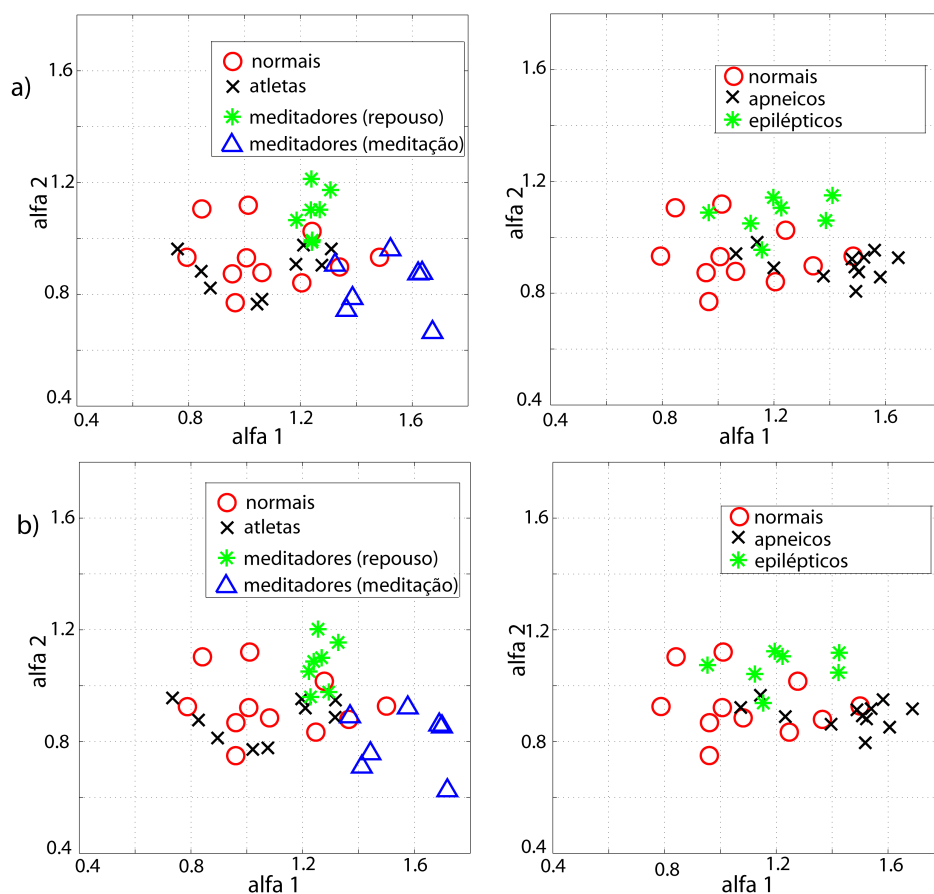 a)
1.6
1.2
0.8
0.4
alfa 2
normais
atletas
meditadores (repouso)
meditadores (meditação)
0.4
0.8
1.2
1.6
alfa 1
1.6
1.2
0.8
0.4
alfa 2
normais
apneicos
epilépticos
0.4
0.8
1.2
1.6
alfa 1
b)
1.6
1.2
0.8
0.4
alfa 2
normais
atletas
meditadores (repouso)
meditadores (meditação)
0.4
0.8
1.2
1.6
alfa 1
1.6
1.2
0.8
0.4
alfa 2
normais
apneicos
epilépticos
0.4
0.8
1.2
1.6
alfa 1